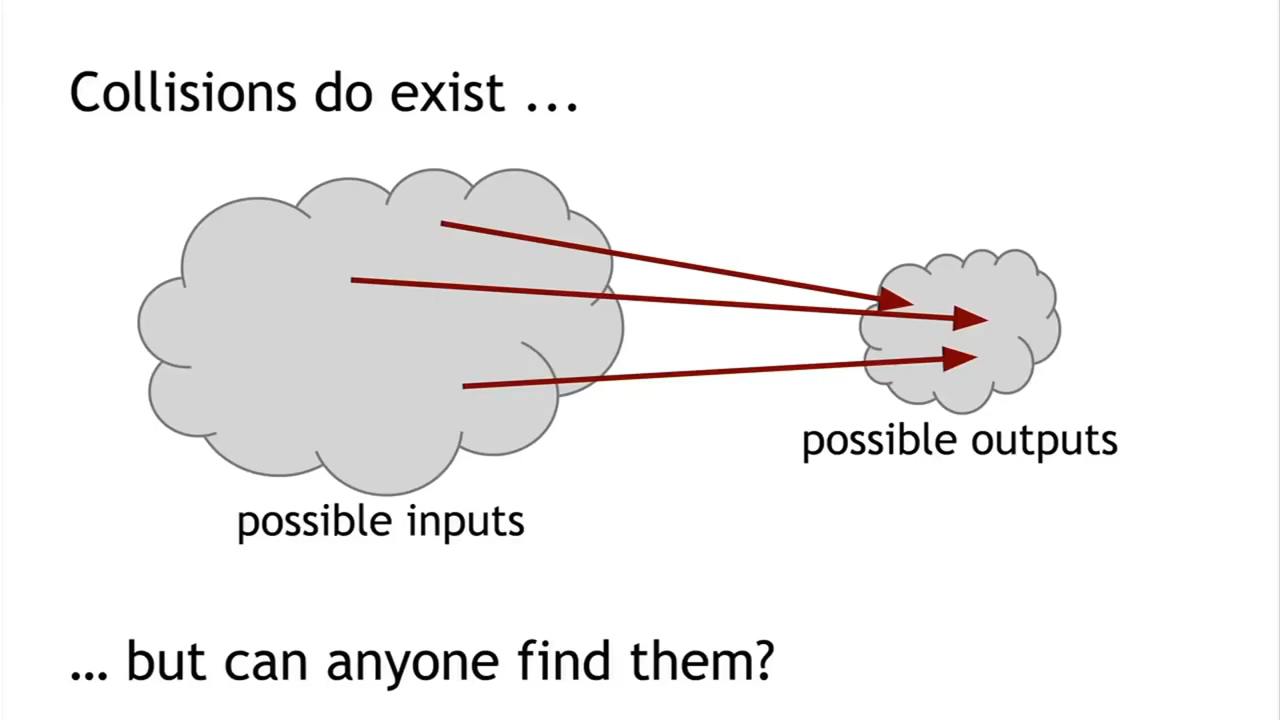 Collisions do exist ...
possible outputs
possible inputs
... but can anyone find them?